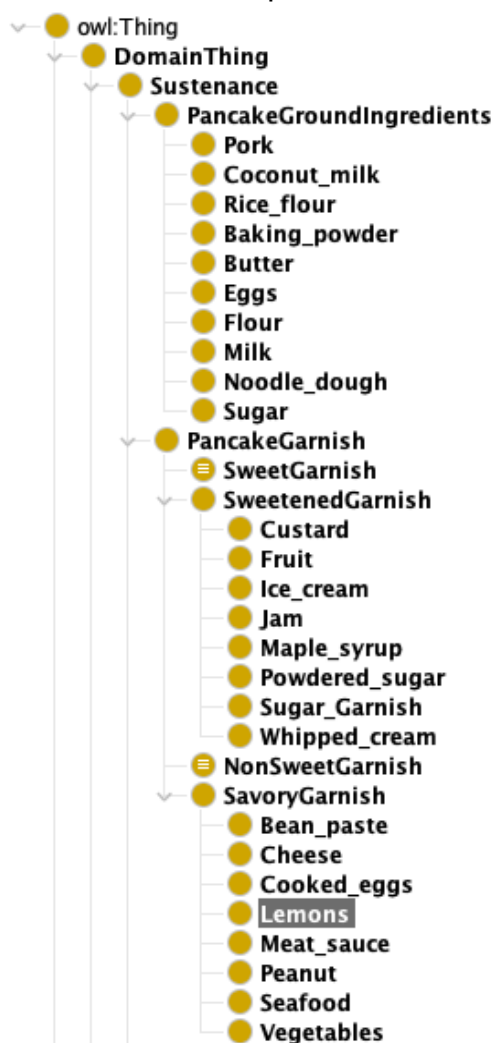 owl:Thing
DomainThing
Sustenance
PancakeGroundIngredients
Pork
Coconut_milk
Rice_flour
Baking_powder
Butter
Eggs
Flour
Milk
Noodle_dough
Sugar
PancakeGarnish
SweetGarnish
SweetenedGarnish
Custard
Fruit
Ice_cream
Jam
Maple_syrup
Powdered_sugar
Sugar_Garnish
Whipped_cream
NonSweetGarnish
SavoryGarnish
Bean_paste
Cheese
Cooked_eggs
Lemons
Meat_sauce
Peanut
Seafood
Vegetables